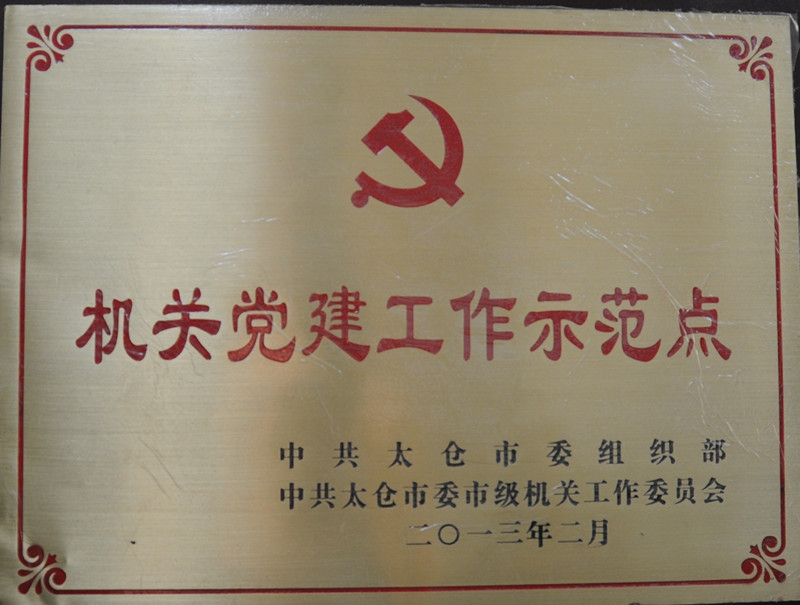 机关党建工作示范点
中共太仓市委组织部
中共太仓市委市级机关工作委员会
二〇一三年二月